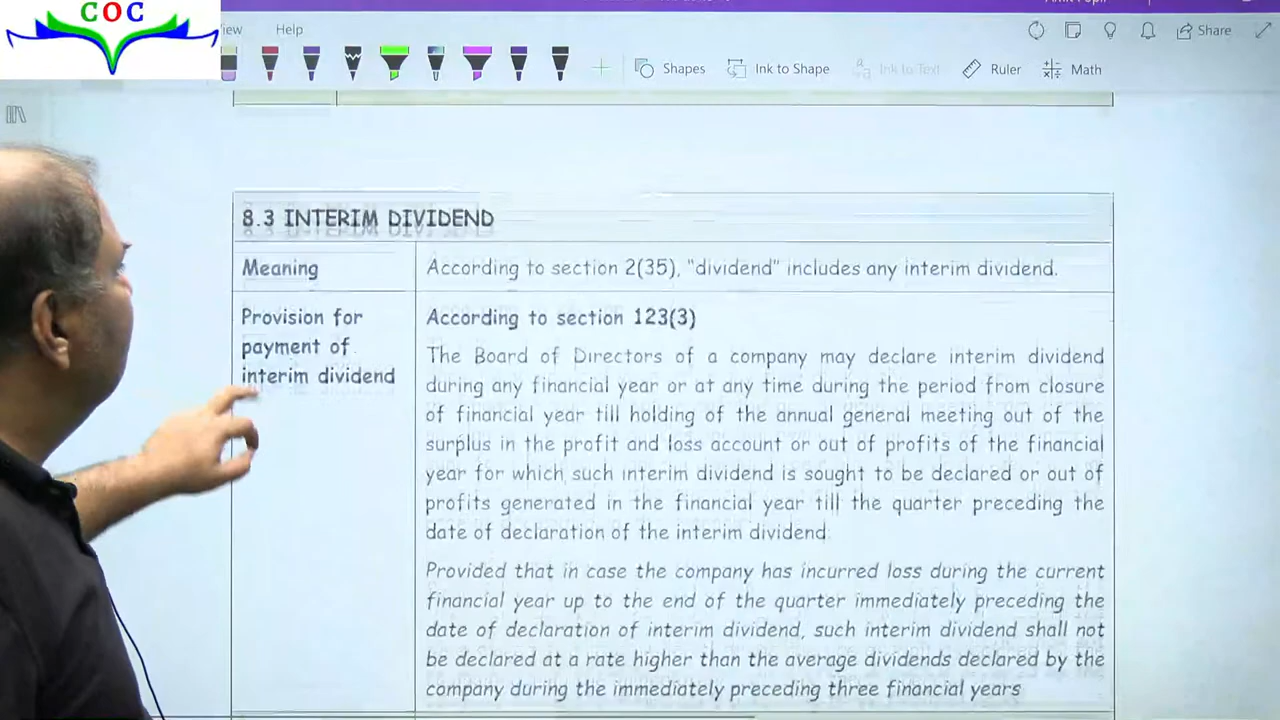 COC
View Help
Share
Shapes Ink to Shape Ink to Text Ruler Math
8.3 INTERIM DIVIDEND
Meaning
According to section 2(35), "dividend" includes any interim dividend.
Provision for
payment of
interim dividend
According to section 123(3)
The Board of Directors of a company may declare interim dividend
during any financial year or at any time during the period from closure
of financial year till holding of the annual general meeting out of the
surplus in the profit and loss account or out of profits of the financial
year for which such interim dividend is sought to be declared or out of
profits generated in the financial year till the quarter preceding the
date of declaration of the interim dividend:
Provided that in case the company has incurred loss during the current
financial year up to the end of the quarter immediately preceding the
date of declaration of interim dividend, such interim dividend shall not
be declared at a rate higher than the average dividends declared by the
company during the immediately preceding three financial years